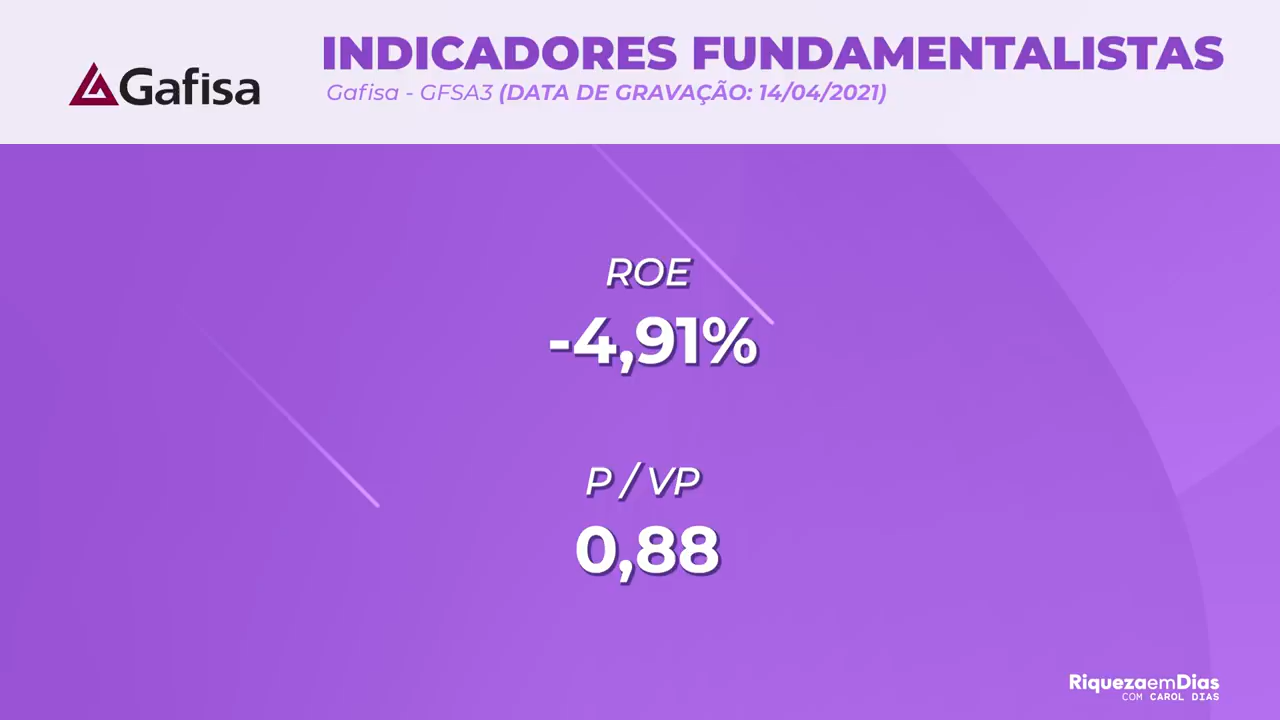 Gafisa
INDICADORES FUNDAMENTALISTAS
Gafisa - GFSA3 (DATA DE GRAVAÇÃO: 14/04/2021)
ROE
-4,91%
P / VP
0,88
RiquezaemDias
COM CAROL DIAS